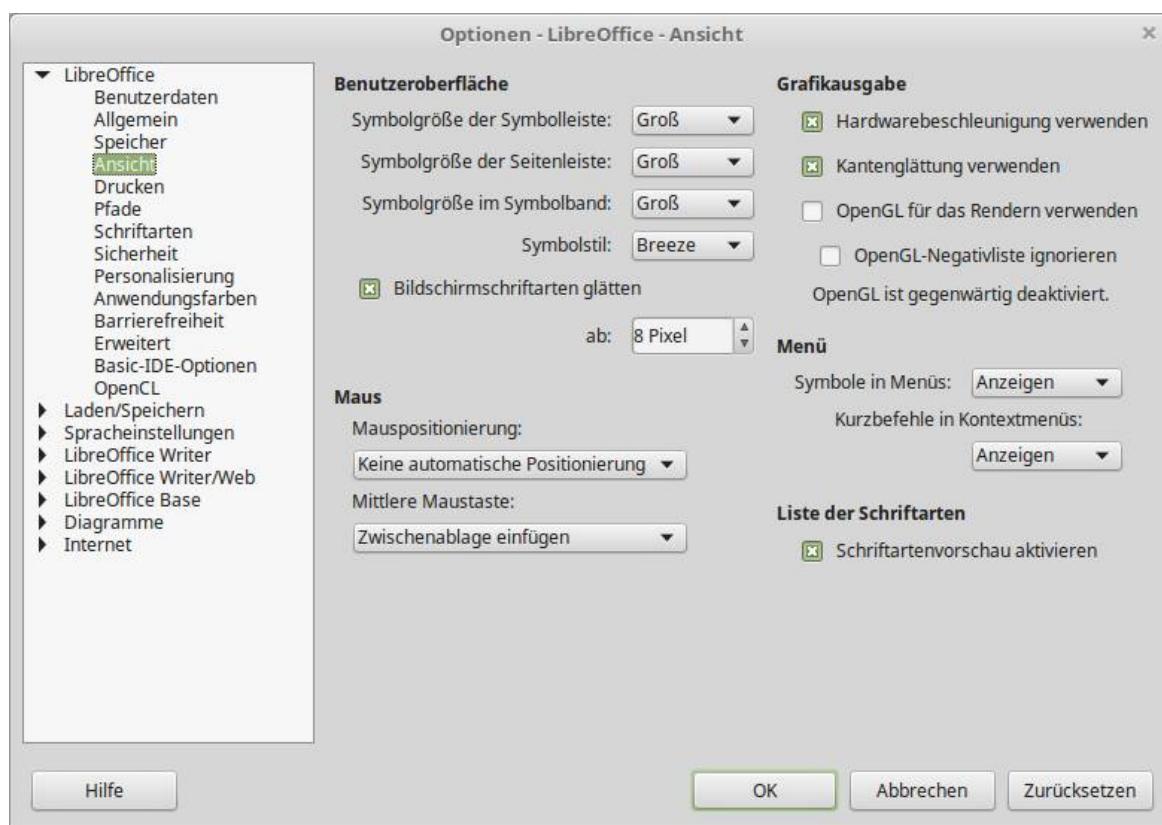 Optionen - LibreOffice - Ansicht
LibreOffice
Benutzerdaten
Allgemein
Speicher
Ansicht
Drucken
Pfade
Schriftarten
Sicherheit
Personalisierung
Anwendungsfarben
Barrierefreiheit
Erweitert
Basic-IDE-Optionen
OpenCL
Laden/Speichern
Spracheinstellungen
LibreOffice Writer
LibreOffice Writer/Web
LibreOffice Base
Diagramme
Internet
Benutzeroberfläche
Symbolgröße der Symbolleiste: Groß
Symbolgröße der Seitenleiste: Groß
Symbolgröße im Symbolband: Groß
Symbolstil: Breeze
Bildschirmschriftarten glätten
ab: 8 Pixel
Maus
Mauspositionierung:
Keine automatische Positionierung
Mittlere Maustaste:
Zwischenablage einfügen
Grafikausgabe
Hardwarebeschleunigung verwenden
Kantenglättung verwenden
OpenGL für das Rendern verwenden
OpenGL-Negativliste ignorieren
OpenGL ist gegenwärtig deaktiviert.
Menü
Symbole in Menüs: Anzeigen
Kurzbefehle in Kontextmenüs:
Anzeigen
Liste der Schriftarten
Schriftartenvorschau aktivieren
Hilfe
OK
Abbrechen
Zurücksetzen